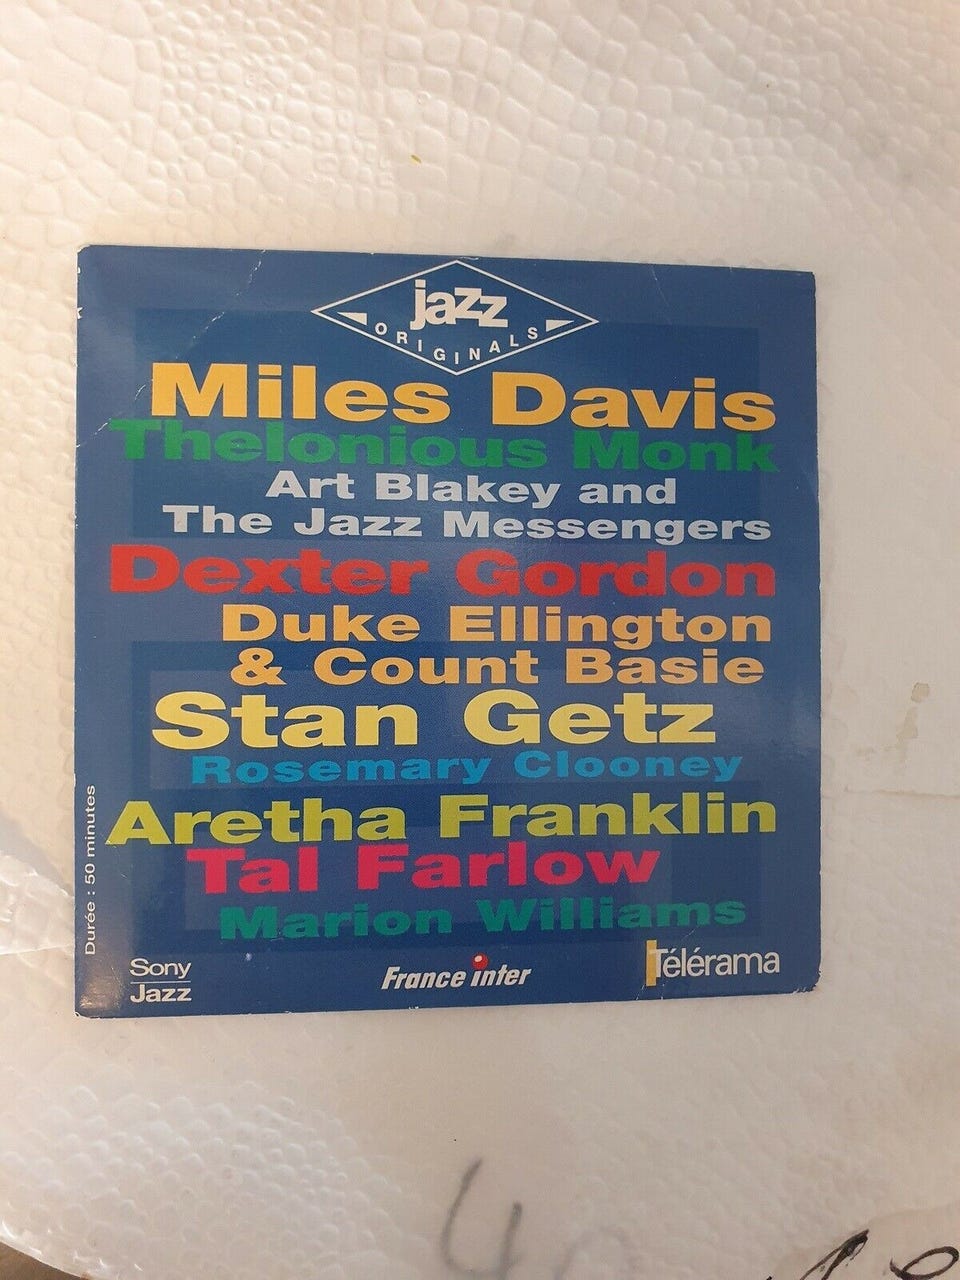 jazz
ORIGINALS
Miles Davis
Thelonious Monk
Art Blakey and
The Jazz Messengers
Dexter Gordon
Duke Ellington
& Count Basie
Stan Getz
Rosemary Clooney
Aretha Franklin
Tal Farlow
Marion Williams
Durée : 50 minutes
Sony
Jazz
France inter
Télérama